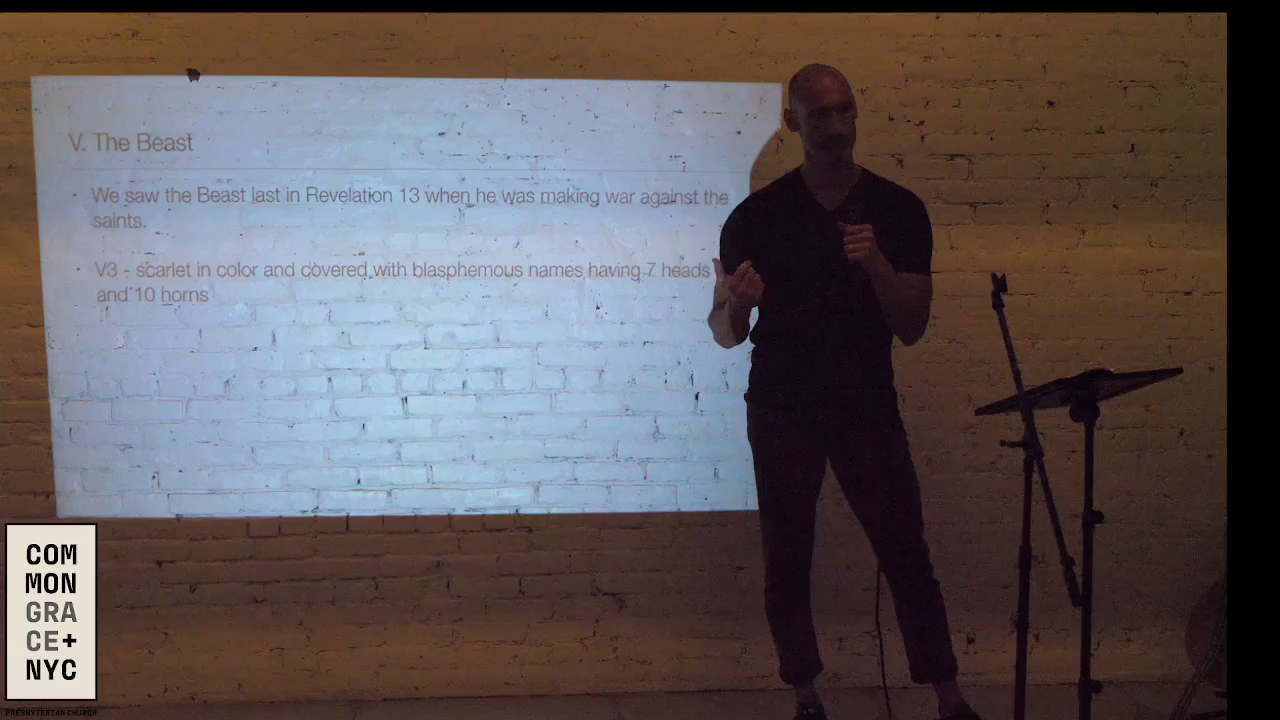 V. The Beast
• We saw the Beast last in Revelation 13 when he was making war against the
saints.
• V3 - scarlet in color and covered with blasphemous names having 7 heads
and 10 horns
COM
MON
GRA
CE+
NYC
PRESBYTERIAN CHURCH